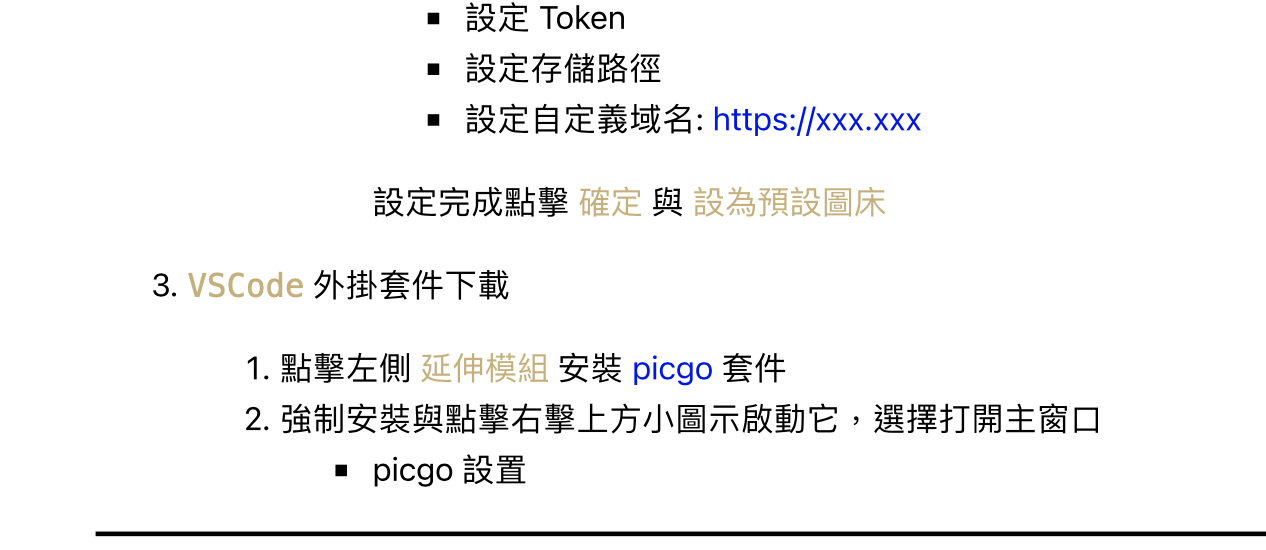 ▪ 設定 Token
▪ 設定存儲路徑
▪ 設定自定義域名: https://xxx.xxx
設定完成點擊 確定 與 設為預設圖床
3. VSCode 外掛套件下載
1. 點擊左側 延伸模組 安裝 picgo 套件
2. 強制安裝與點擊右擊上方小圖示啟動它，選擇打開主窗口
▪ picgo 設置